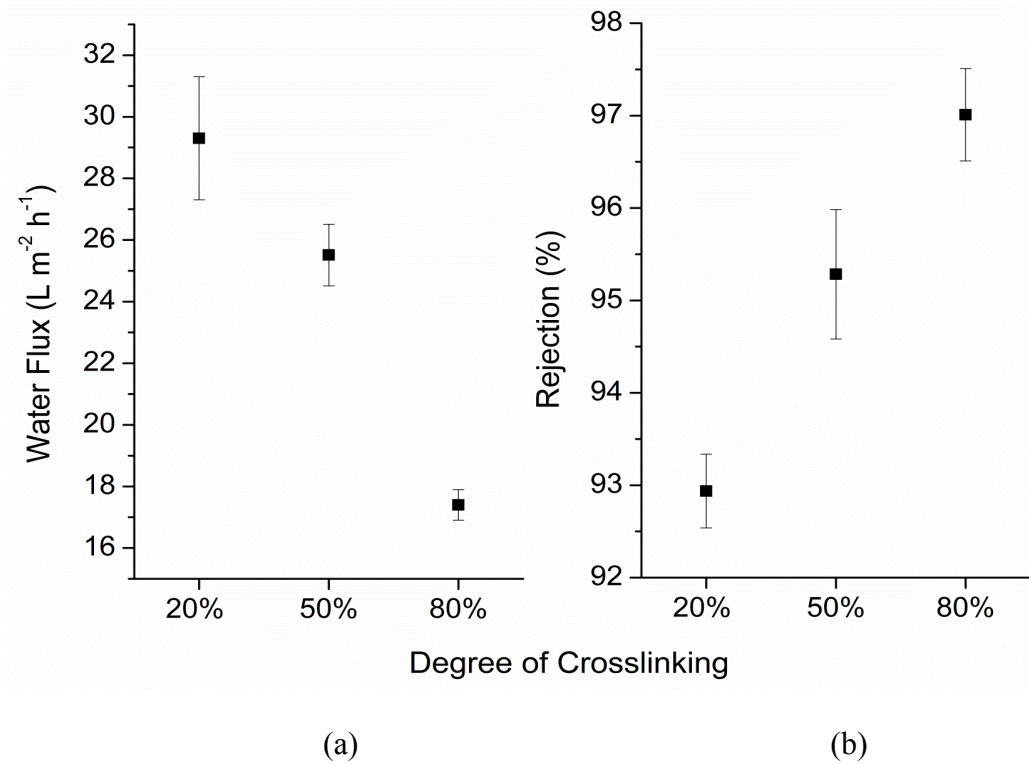 32
30
28
26
24
22
20
18
16
Water Flux (L m-2 h-1)
20% 50% 80%
98
97
96
95
94
93
92
Rejection (%)
20% 50% 80%
Degree of Crosslinking
(a) (b)